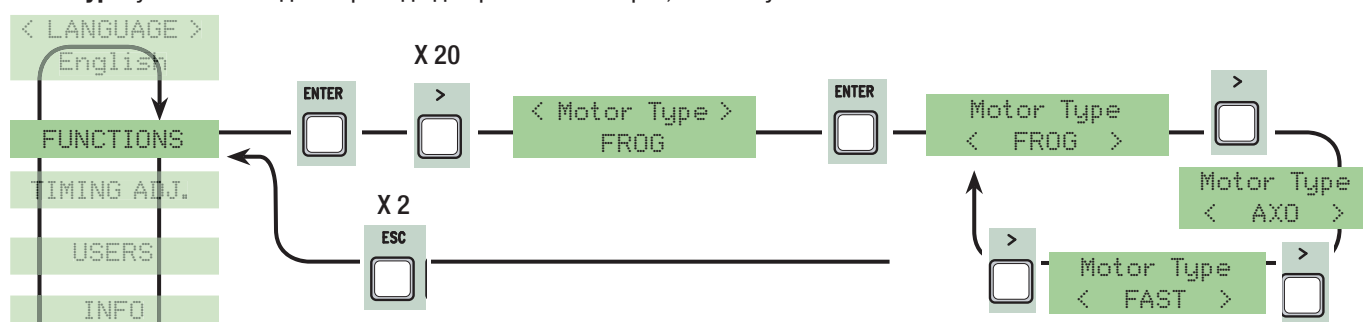 < LANGUAGE >
English
FUNCTIONS
TIMING ADJ.
USERS
INFO
ENTER
X 20
>
< Motor Type >
FROG
ENTER
Motor Type
< FROG >
>
Motor Type
< AXO >
>
Motor Type
< FAST >
>
X 2
ESC